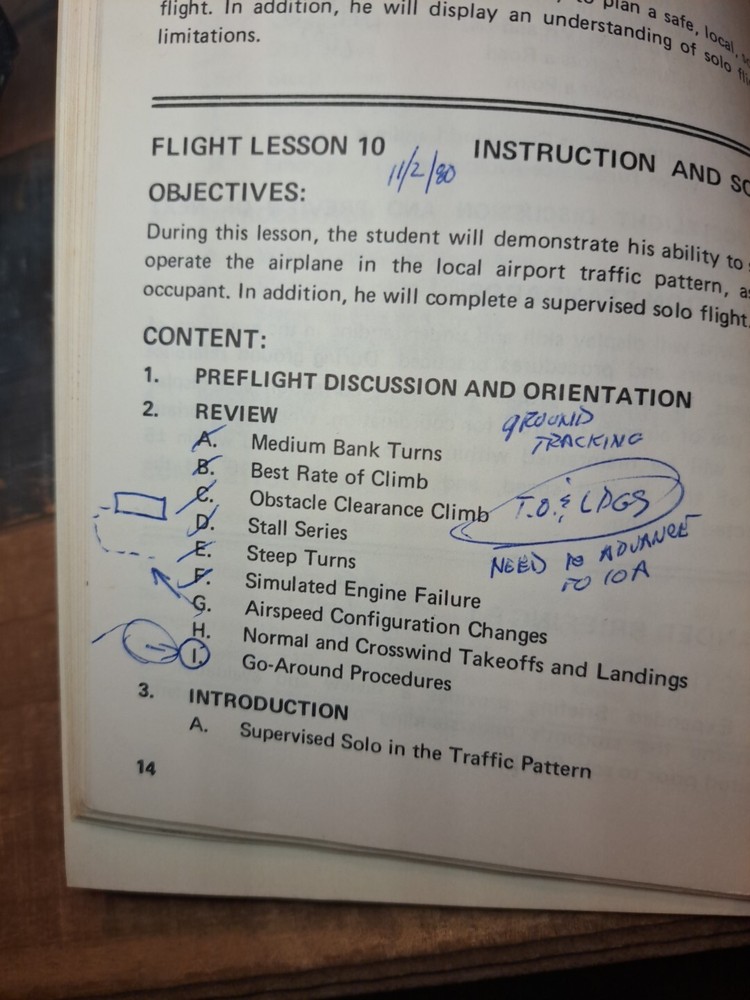 plan a safe, local,
flight. In addition, he will display an understanding of solo
limitations.
FLIGHT LESSON 10 11/2/80 INSTRUCTION AND
OBJECTIVES:
During this lesson, the student will demonstrate his ability to
operate the airplane in the local airport traffic pattern,
occupant. In addition, he will complete a supervised solo flight.
CONTENT:
1. PREFLIGHT DISCUSSION AND ORIENTATION
2. REVIEW
GROUND
TRACKING
A. Medium Bank Turns
B. Best Rate of Climb
C. Obstacle Clearance Climb
T.O. & LDGS
D. Stall Series
E. Steep Turns
NEED TO ADVANCE
TO 10A
F. Simulated Engine Failure
G. Airspeed Configuration Changes
H. Normal and Crosswind Takeoffs and Landings
I. Go-Around Procedures
3. INTRODUCTION
A. Supervised Solo in the Traffic Pattern
14